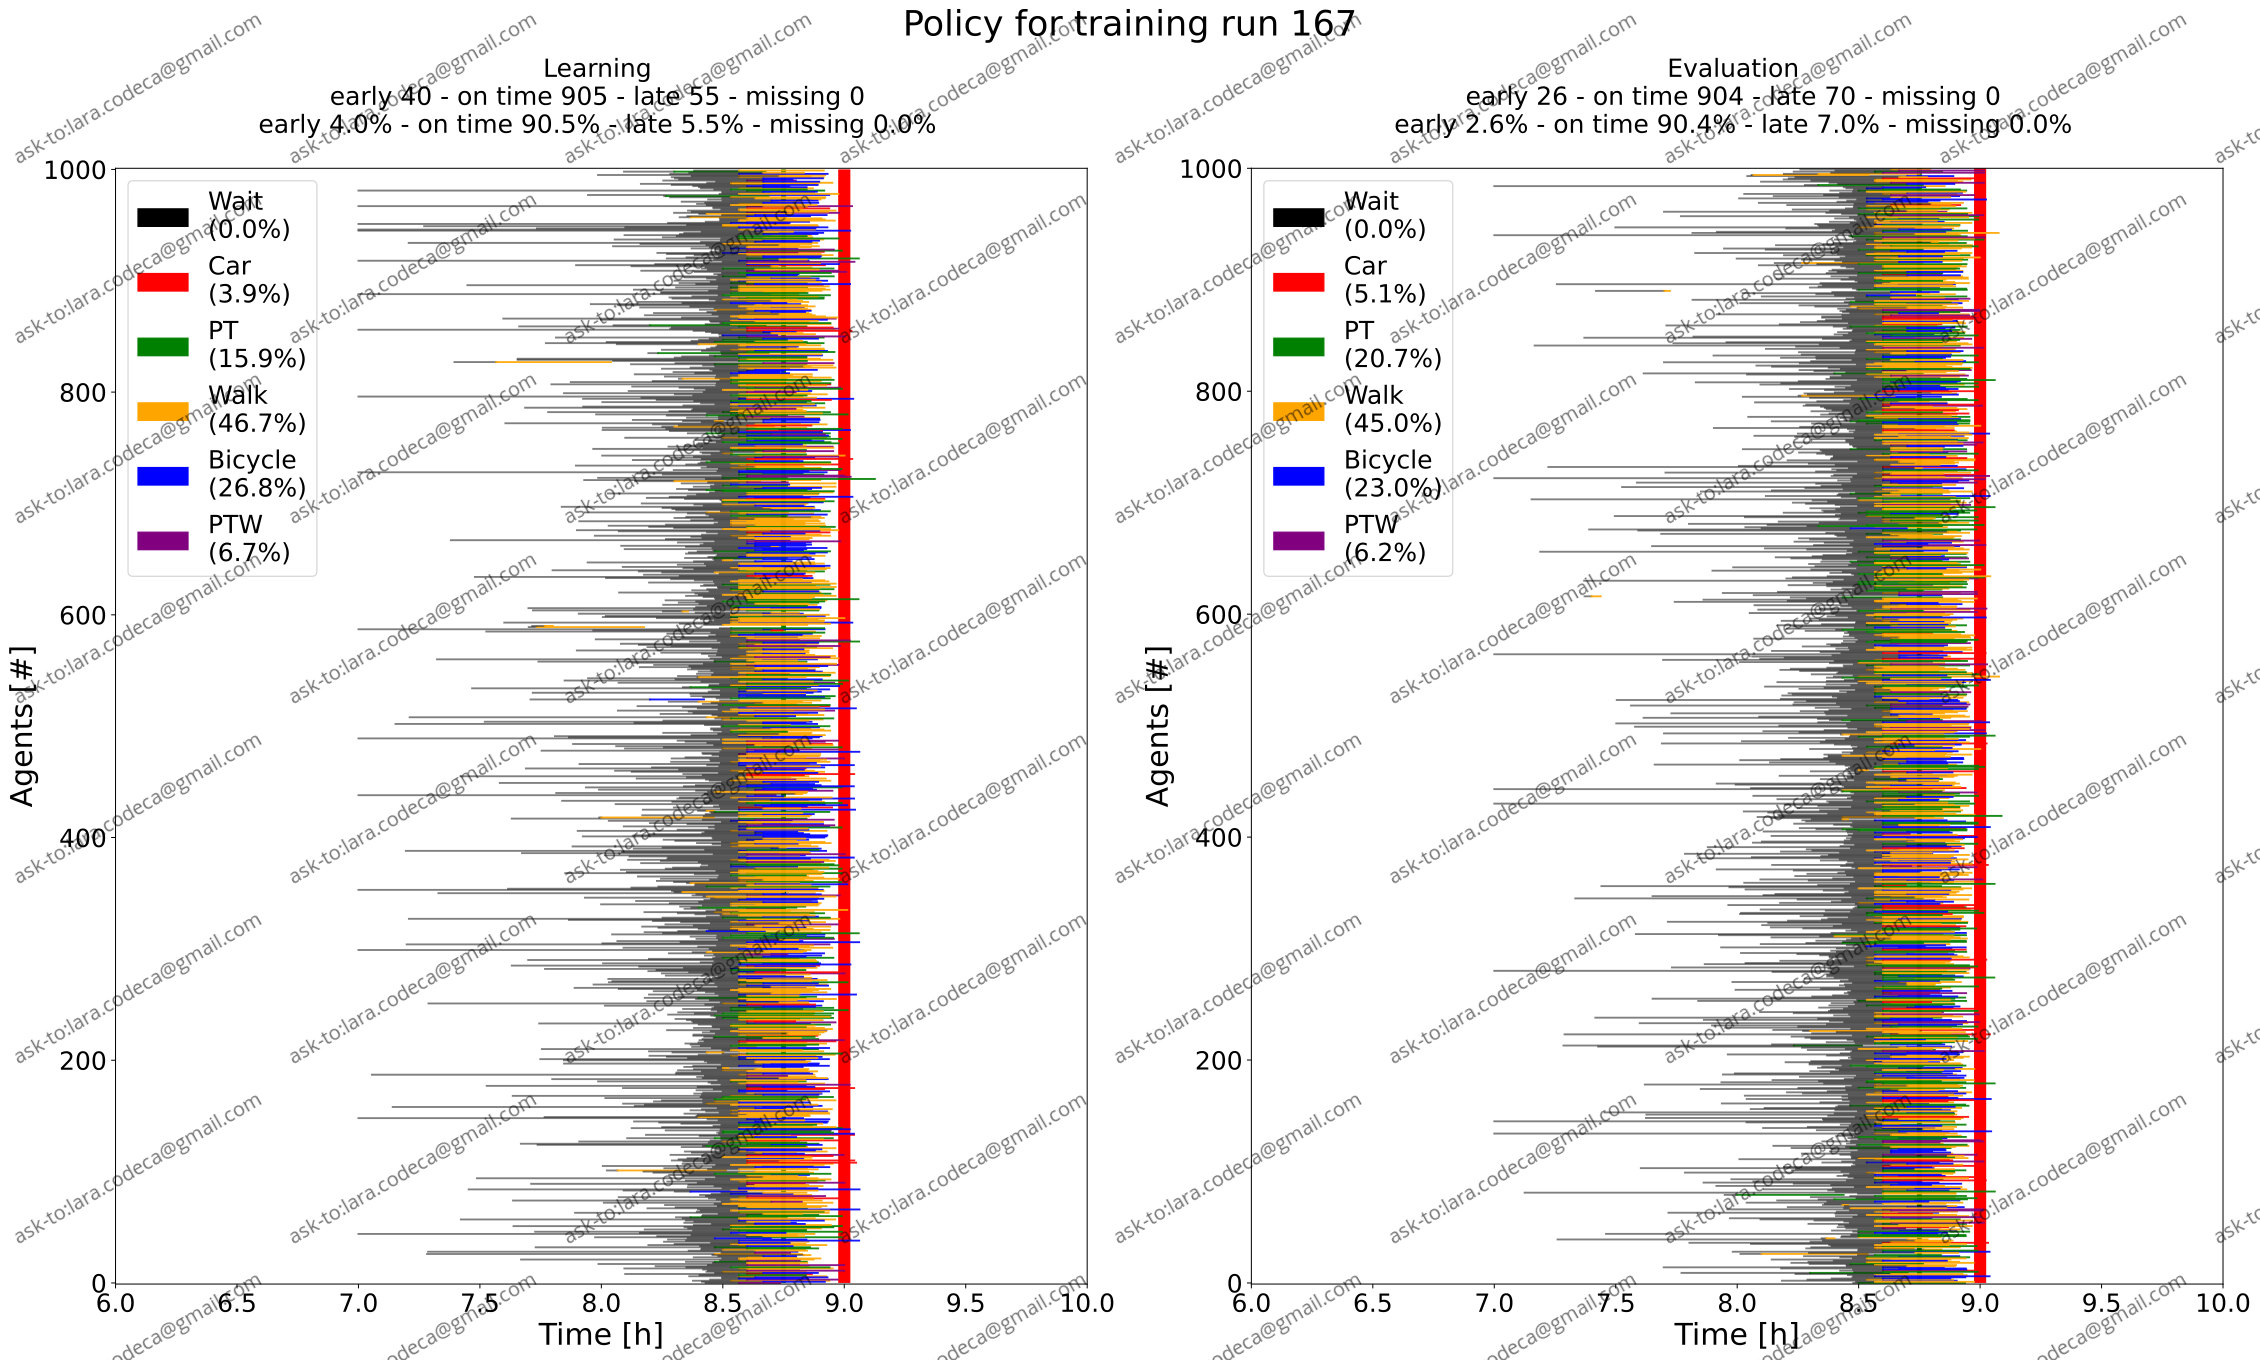 Policy for training run 167
Learning
early 40 - on time 905 - late 55 - missing 0
early 4.0% - on time 90.5% - late 5.5% - missing 0.0%
1000
800
600
400
200
0
Agents [#]
Wait
(0.0%)
Car
(3.9%)
PT
(15.9%)
Walk
(46.7%)
Bicycle
(26.8%)
PTW
(6.7%)
6.0 6.5 7.0 7.5 8.0 8.5 9.0 9.5 10.0
Time [h]
Evaluation
early 26 - on time 904 - late 70 - missing 0
early 2.6% - on time 90.4% - late 7.0% - missing 0.0%
1000
800
600
400
200
0
Agents [#]
Wait
(0.0%)
Car
(5.1%)
PT
(20.7%)
Walk
(45.0%)
Bicycle
(23.0%)
PTW
(6.2%)
6.0 6.5 7.0 7.5 8.0 8.5 9.0 9.5 10.0
Time [h]
ask-to:lara.codeca@gmail.com